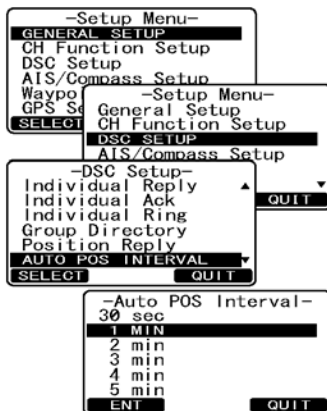 -Setup Menu-
GENERAL SETUP
CH Function Setup
DSC Setup
AIS/Compass Setup
GPS
SELECT
-Setup Menu-
General Setup
CH Function Setup
DSC SETUP
AIS/Compass Setup
QUIT
-DSC Setup-
Individual Reply
Individual Ack
Individual Ring
Group Directory
Position Reply
AUTO POS INTERVAL
SELECT QUIT
-Auto POS Interval-
30 sec
1 MIN
2 min
3 min
4 min
5 min
ENT QUIT